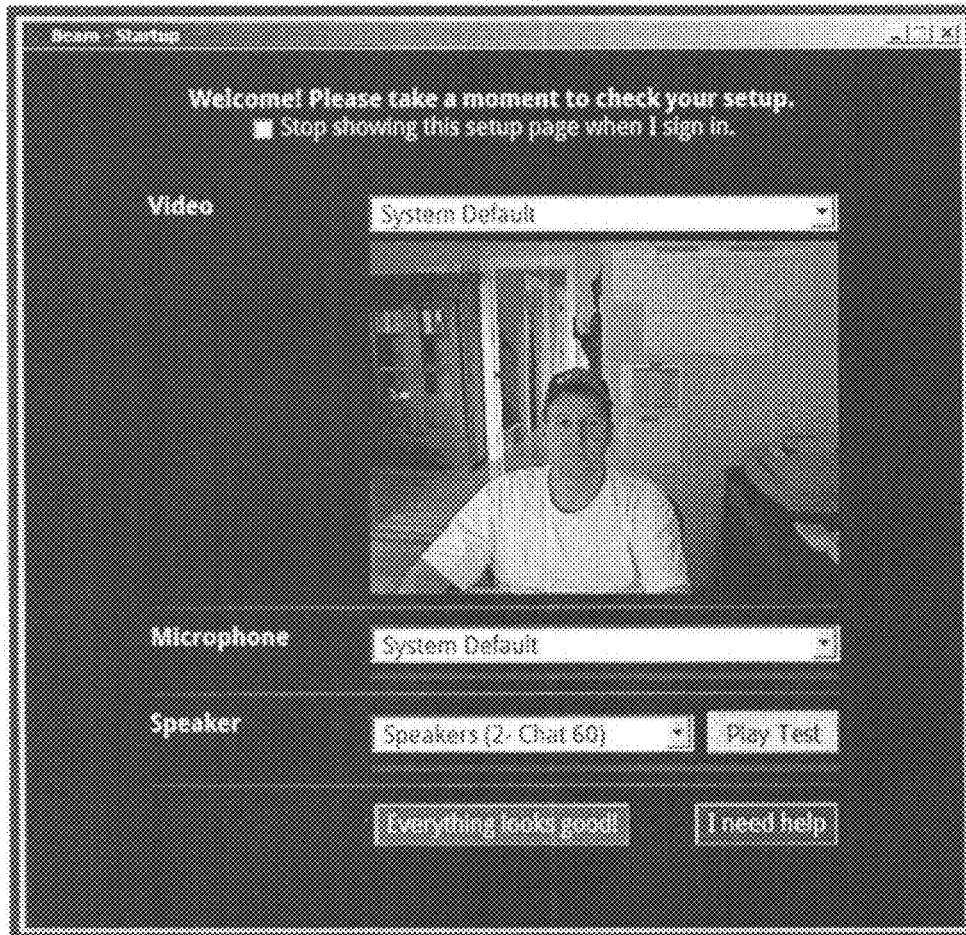 Beam - Startup
Welcome! Please take a moment to check your setup.
Stop showing this setup page when I sign in.
Video
System Default
Microphone
System Default
Speaker
Speakers (2- Chat 60)
Play Test
Everything looks good!
I need help